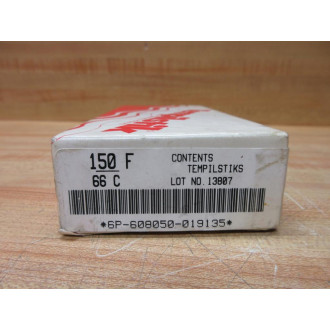 150 F
66 C
CONTENTS
TEMPILSTIKS
LOT NO. 13807
*6P-608050-019135*